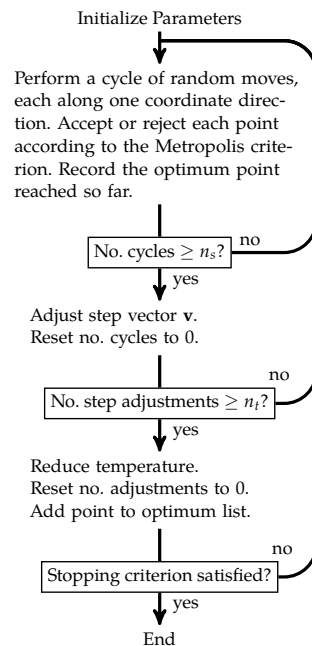 Initialize Parameters
Perform a cycle of random moves,
each along one coordinate direc-
tion. Accept or reject each point
according to the Metropolis crite-
rion. Record the optimum point
reached so far.
No. cycles ≥ nₛ?
no
yes
Adjust step vector v.
Reset no. cycles to 0.
No. step adjustments ≥ nₜ?
no
yes
Reduce temperature.
Reset no. adjustments to 0.
Add point to optimum list.
Stopping criterion satisfied?
no
yes
End